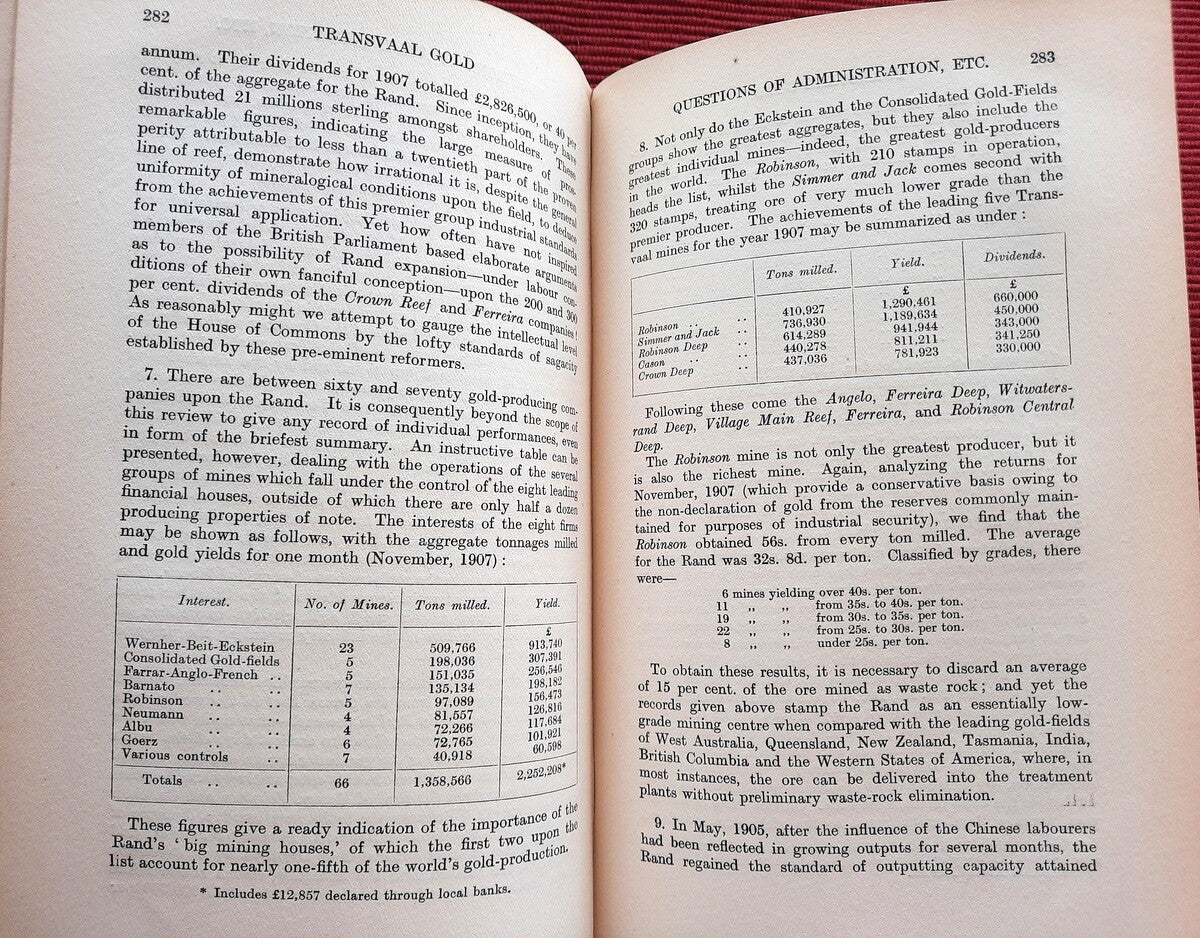 282
TRANSVAAL GOLD
annum. Their dividends for 1907 totalled £2,826,500, or 40 per
cent. of the aggregate for the Rand. Since inception, they have
distributed 21 millions sterling amongst shareholders. These
remarkable figures, indicating the large measure of pros-
perity attributable to less than a twentieth part of the proven
line of reef, demonstrate how irrational it is, despite the general
uniformity of mineralogical conditions upon the field, to deduce
from the achievements of this premier group industrial standards
for universal application. Yet how often have not inspired
members of the British Parliament based elaborate arguments
as to the possibility of Rand expansion—under labour con-
ditions of their own fanciful conception—upon the 200 and 300
per cent. dividends of the Crown Reef and Ferreira companies!
As reasonably might we attempt to gauge the intellectual level
of the House of Commons by the lofty standards of sagacity
established by these pre-eminent reformers.
7. There are between sixty and seventy gold-producing com-
panies upon the Rand. It is consequently beyond the scope of
this review to give any record of individual performances, even
in form of the briefest summary. An instructive table can be
presented, however, dealing with the operations of the several
groups of mines which fall under the control of the eight leading
financial houses, outside of which there are only half a dozen
producing properties of note. The interests of the eight firms
may be shown as follows, with the aggregate tonnages milled
and gold yields for one month (November, 1907) :
Interest. No. of Mines. Tons milled. Yield.
£
Wernher-Beit-Eckstein 23 509,766 913,740
Consolidated Gold-fields 5 198,036 307,391
Farrar-Anglo-French .. 5 151,035 256,546
Barnato .. .. 7 135,134 198,182
Robinson .. .. 5 97,089 156,473
Neumann .. .. 4 81,557 126,816
Albu .. .. 4 72,266 117,684
Goerz .. .. 6 72,765 101,921
Various controls .. 7 40,918 60,598
Totals .. .. 66 1,358,566 2,252,208*
These figures give a ready indication of the importance of the
Rand's ‘big mining houses,’ of which the first two upon the
list account for nearly one-fifth of the world's gold-production.
* Includes £12,857 declared through local banks.
QUESTIONS OF ADMINISTRATION, ETC. 283
8. Not only do the Eckstein and the Consolidated Gold-Fields
groups show the greatest aggregates, but they also include the
greatest individual mines—indeed, the greatest gold-producers
in the world. The Robinson, with 210 stamps in operation,
heads the list, whilst the Simmer and Jack comes second with
320 stamps, treating ore of very much lower grade than the
premier producer. The achievements of the leading five Trans-
vaal mines for the year 1907 may be summarized as under :
Tons milled. Yield. Dividends.
£ £
Robinson .. .. 410,927 1,290,461 660,000
Simmer and Jack .. 736,930 1,189,634 450,000
Robinson Deep .. 614,289 941,944 343,000
Cason .. .. 440,278 811,211 341,250
Crown Deep .. 437,036 781,923 330,000
Following these come the Angelo, Ferreira Deep, Witwaters-
rand Deep, Village Main Reef, Ferreira, and Robinson Central
Deep.
The Robinson mine is not only the greatest producer, but it
is also the richest mine. Again, analyzing the returns for
November, 1907 (which provide a conservative basis owing to
the non-declaration of gold from the reserves commonly main-
tained for purposes of industrial security), we find that the
Robinson obtained 56s. from every ton milled. The average
for the Rand was 32s. 8d. per ton. Classified by grades, there
were—
6 mines yielding over 40s. per ton.
11 „ „ from 35s. to 40s. per ton.
19 „ „ from 30s. to 35s. per ton.
22 „ „ from 25s. to 30s. per ton.
8 „ „ under 25s. per ton.
To obtain these results, it is necessary to discard an average
of 15 per cent. of the ore mined as waste rock ; and yet the
records given above stamp the Rand as an essentially low-
grade mining centre when compared with the leading gold-fields
of West Australia, Queensland, New Zealand, Tasmania, India,
British Columbia and the Western States of America, where, in
most instances, the ore can be delivered into the treatment
plants without preliminary waste-rock elimination.
9. In May, 1905, after the influence of the Chinese labourers
had been reflected in growing outputs for several months, the
Rand regained the standard of outputting capacity attained